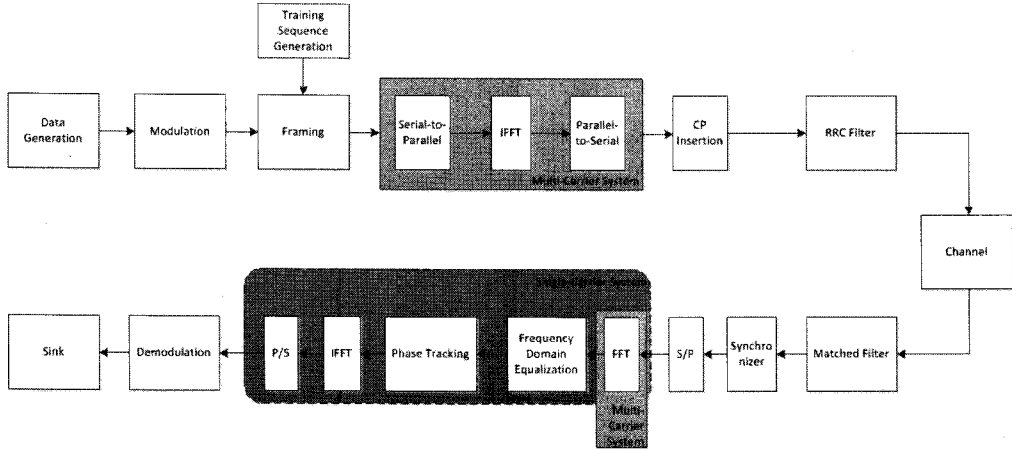 Training
Sequence
Generation
Data
Generation
Modulation
Framing
Serial-to-
Parallel
IFFT
Parallel-
to-Serial
Multi-Carrier System
CP
Insertion
RRC Filter
Channel
Single-Carrier System
Sink
Demodulation
P/S
IFFT
Phase Tracking
Frequency
Domain
Equalization
FFT
S/P
Synchro
nizer
Matched Filter
Multi-
Carrier
System